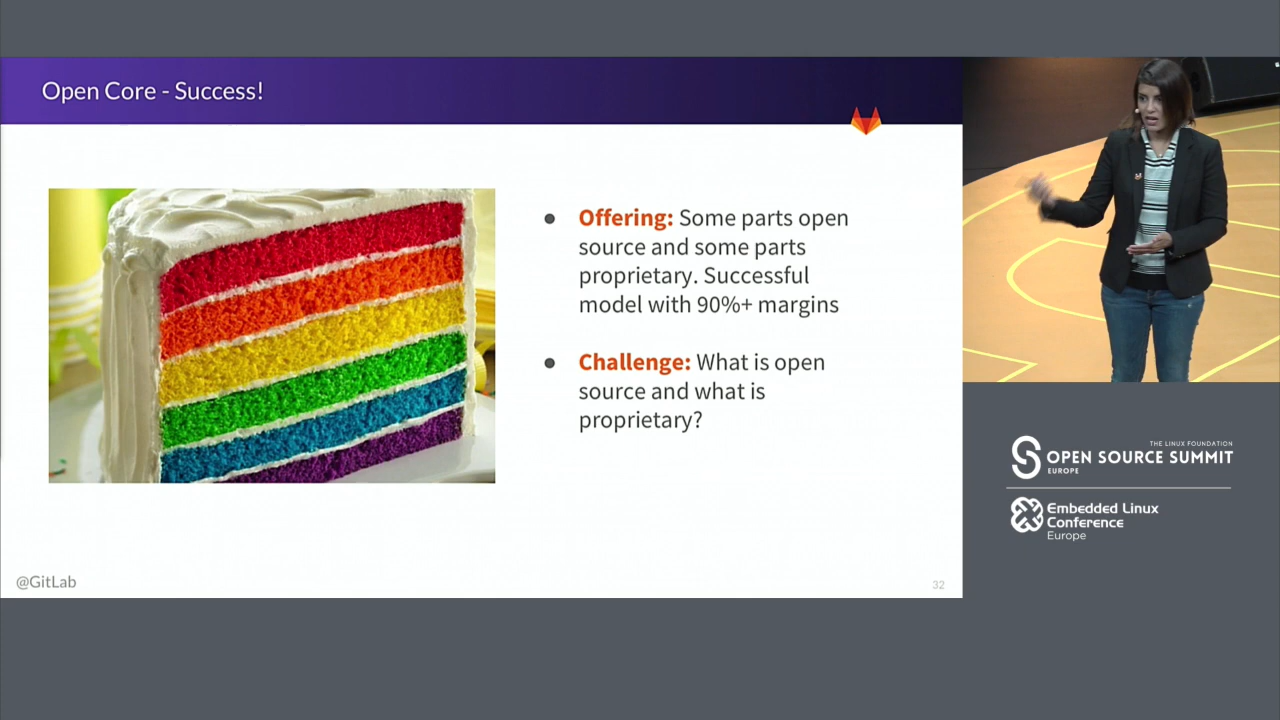 Open Core - Success!
Offering: Some parts open
source and some parts
proprietary. Successful
model with 90%+ margins
Challenge: What is open
source and what is
proprietary?
@GitLab
32
THE LINUX FOUNDATION
OPEN SOURCE SUMMIT
EUROPE
Embedded Linux
Conference
Europe